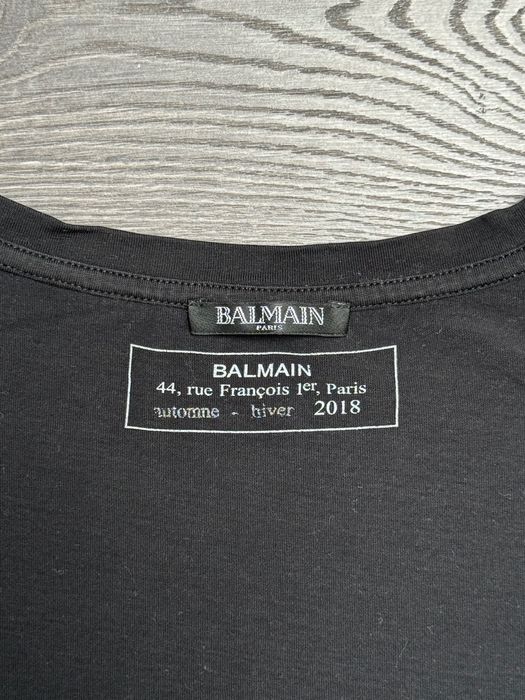 BALMAIN
PARIS
BALMAIN
44, rue François 1er, Paris
automne - hiver 2018